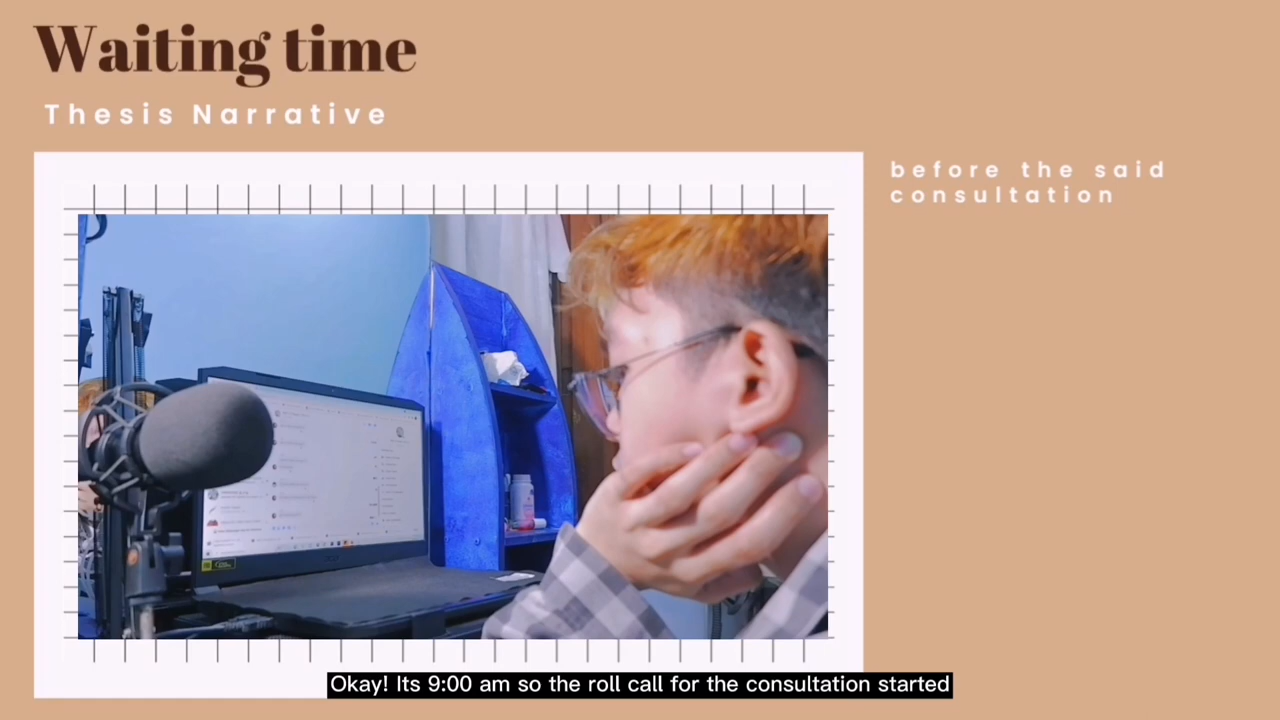 Waiting time
Thesis Narrative
before the said
consultation
Okay! Its 9:00 am so the roll call for the consultation started